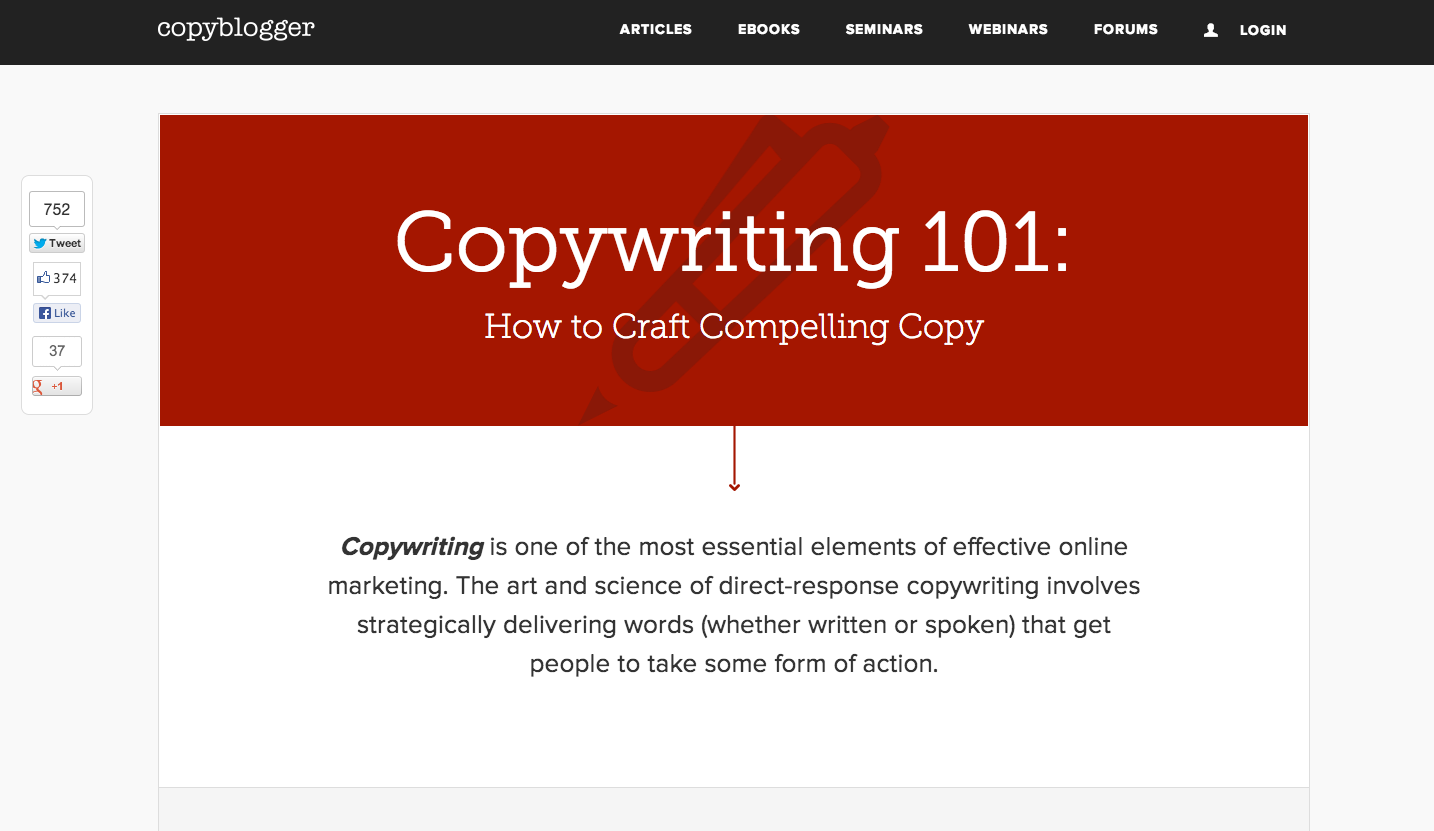 copyblogger
ARTICLES EBOOKS SEMINARS WEBINARS FORUMS LOGIN
752
Tweet
374
Like
37
g +1
Copywriting 101:
How to Craft Compelling Copy
Copywriting is one of the most essential elements of effective online
marketing. The art and science of direct-response copywriting involves
strategically delivering words (whether written or spoken) that get
people to take some form of action.